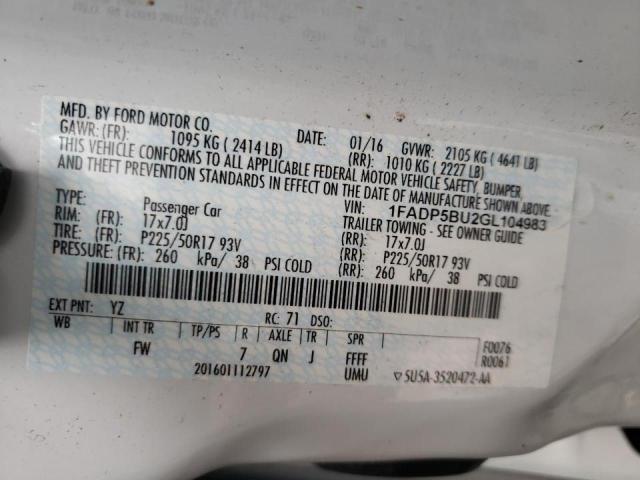 MFD. BY FORD MOTOR CO.
DATE: 01/16 GVWR: 2105 KG ( 4641 LB)
GAWR: (FR): 1095 KG ( 2414 LB) (RR): 1010 KG ( 2227 LB)
THIS VEHICLE CONFORMS TO ALL APPLICABLE FEDERAL MOTOR VEHICLE SAFETY, BUMPER,
AND THEFT PREVENTION STANDARDS IN EFFECT ON THE DATE OF MANUFACTURE SHOWN ABOVE.
VIN: 1FADP5BU2GL104983
TYPE: Passenger Car TRAILER TOWING - SEE OWNER GUIDE
RIM: (FR): 17x7.0J (RR): 17x7.0J
TIRE: (FR): P225/50R17 93V (RR): P225/50R17 93V
PRESSURE: (FR): 260 kPa/ 38 PSI COLD (RR): 260 kPa/ 38 PSI COLD
EXT PNT: YZ RC: 71 DSO:
WB INT TR TP/PS R AXLE TR SPR
FW 7 QN J FFFF F0076
201601112797 UMU R0061
▽ 5U5A-3520472-AA